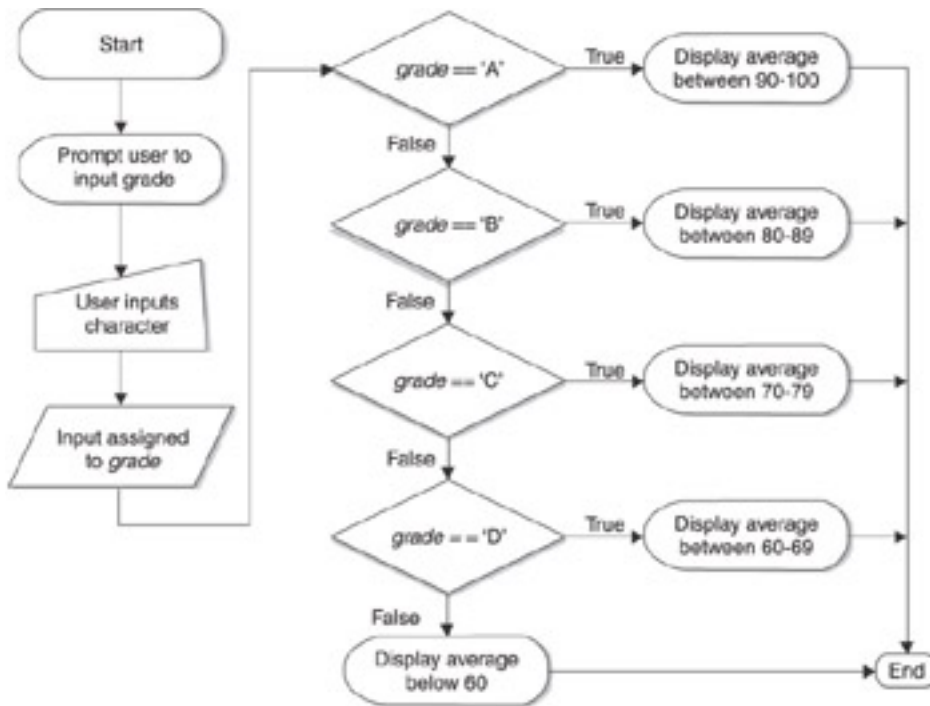 Start
Prompt user to
input grade
User inputs
character
Input assigned
to grade
grade == 'A'
True
Display average
between 90-100
False
grade == 'B'
True
Display average
between 80-89
False
grade == 'C'
True
Display average
between 70-79
False
grade == 'D'
True
Display average
between 60-69
False
Display average
below 60
End